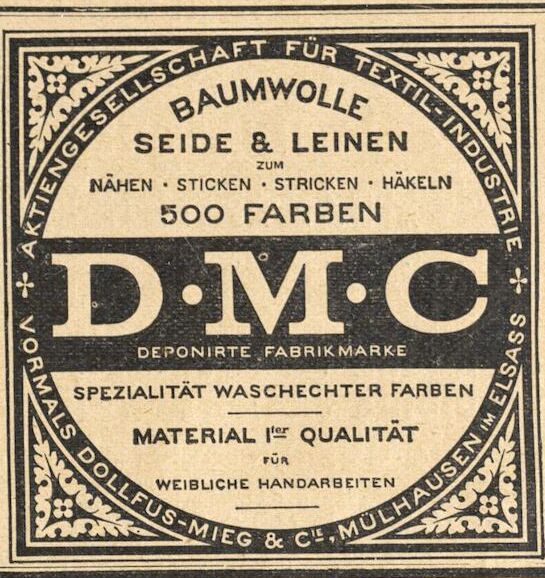 AKTIENGESELLSCHAFT FÜR TEXTIL-INDUSTRIE
BAUMWOLLE
SEIDE & LEINEN
ZUM
NÄHEN · STICKEN · STRICKEN · HÄKELN
500 FARBEN
D·M·C
DEPONIRTE FABRIKMARKE
SPEZIALITÄT WASCHECHTER FARBEN
MATERIAL Iter QUALITÄT
FÜR
WEIBLICHE HANDARBEITEN
VORMALS DOLLFUS-MIEG & CIE., MÜLHAUSEN IM ELSASS